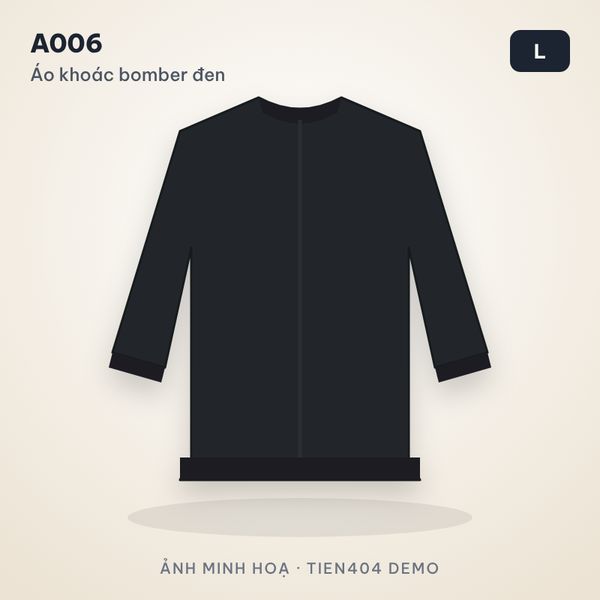 A006
Áo khoác bomber đen
L
ẢNH MINH HOẠ · TIEN404 DEMO